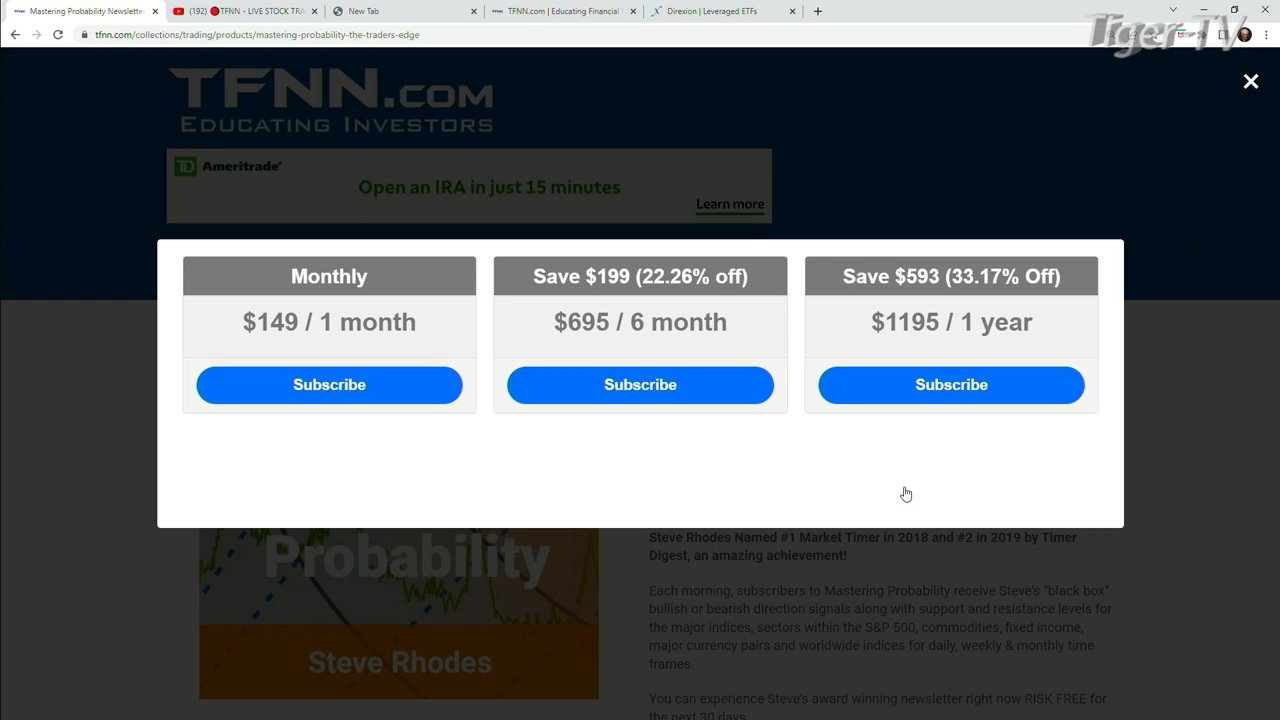 Mastering Probability Newsletter
(192) 🔴TFNN - LIVE STOCK TRA
New Tab
TFNN.com | Educating Financial
Direxion | Leveraged ETFs
Tiger-TV
tfnn.com/collections/trading/products/mastering-probability-the-traders-edge
TFNN.COM
EDUCATING INVESTORS
TD Ameritrade
Open an IRA in just 15 minutes
Learn more
Monthly
$149 / 1 month
Subscribe
Save $199 (22.26% off)
$695 / 6 month
Subscribe
Save $593 (33.17% Off)
$1195 / 1 year
Subscribe
Probability
Steve Rhodes
Steve Rhodes Named #1 Market Timer in 2018 and #2 in 2019 by Timer
Digest, an amazing achievement!
Each morning, subscribers to Mastering Probability receive Steve's "black box"
bullish or bearish direction signals along with support and resistance levels for
the major indices, sectors within the S&P 500, commodities, fixed income,
major currency pairs and worldwide indices for daily, weekly & monthly time
frames.
You can experience Steve's award winning newsletter right now RISK FREE for
the next 30 days